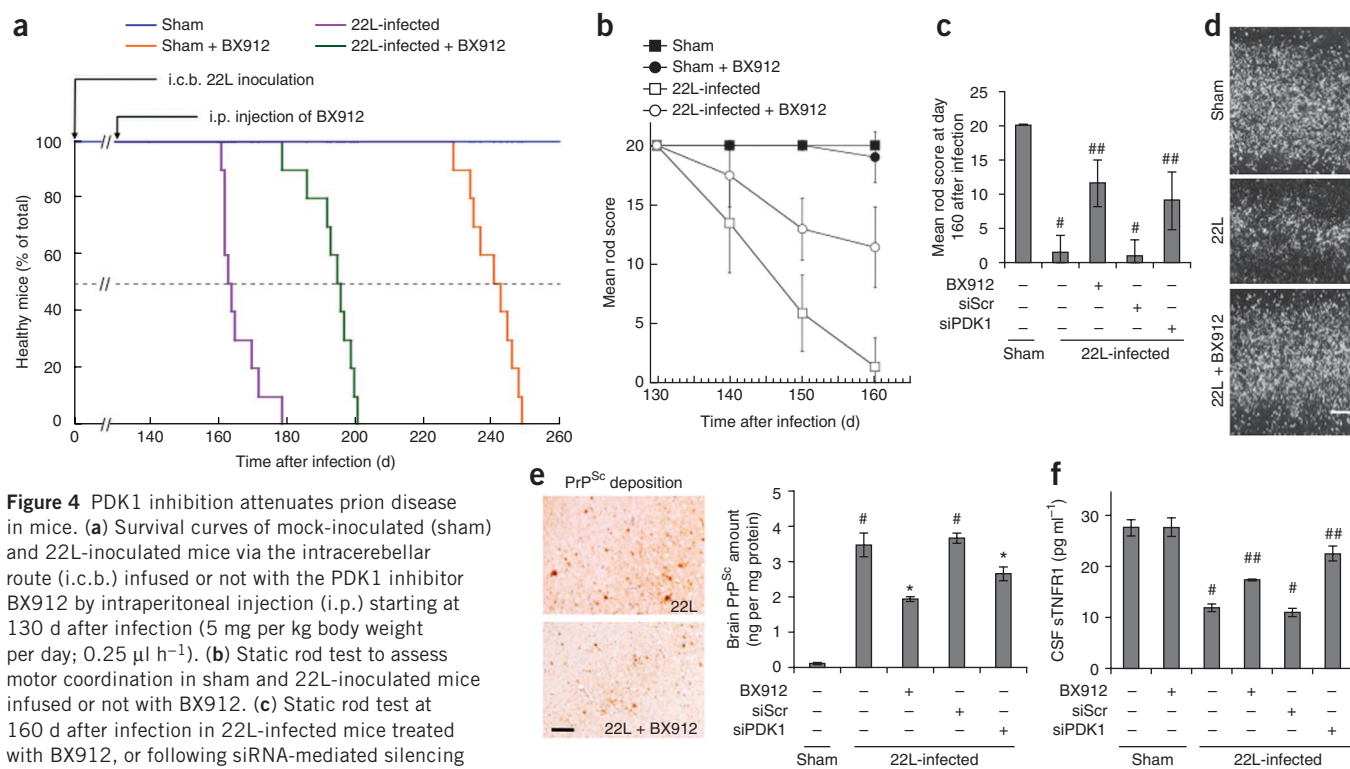 a
Sham
22L-infected
Sham + BX912
22L-infected + BX912
i.c.b. 22L inoculation
i.p. injection of BX912
Healthy mice (% of total)
100
80
60
40
20
0
0 140 160 180 200 220 240 260
Time after infection (d)
b
Sham
Sham + BX912
22L-infected
22L-infected + BX912
Mean rod score
20
15
10
5
0
130 140 150 160
Time after infection (d)
c
Mean rod score at day
160 after infection
25
20
15
10
5
0
# ## # ##
BX912 – – + – –
siScr – – – + –
siPDK1 – – – – +
Sham 22L-infected
d
Sham
22L
22L + BX912
Figure 4 PDK1 inhibition attenuates prion disease
in mice. (a) Survival curves of mock-inoculated (sham)
and 22L-inoculated mice via the intracerebellar
route (i.c.b.) infused or not with the PDK1 inhibitor
BX912 by intraperitoneal injection (i.p.) starting at
130 d after infection (5 mg per kg body weight
per day; 0.25 µl h⁻¹). (b) Static rod test to assess
motor coordination in sham and 22L-inoculated mice
infused or not with BX912. (c) Static rod test at
160 d after infection in 22L-infected mice treated
with BX912, or following siRNA-mediated silencing
e
PrPSc deposition
22L
22L + BX912
Brain PrPSc amount
(ng per mg protein)
5
4
3
2
1
0
# * # *
BX912 – – + – –
siScr – – – + –
siPDK1 – – – – +
Sham 22L-infected
f
CSF sTNFR1 (pg ml⁻¹)
40
30
20
10
0
# ## # ##
BX912 – + – + – –
siScr – – – – + –
siPDK1 – – – – – +
Sham 22L-infected